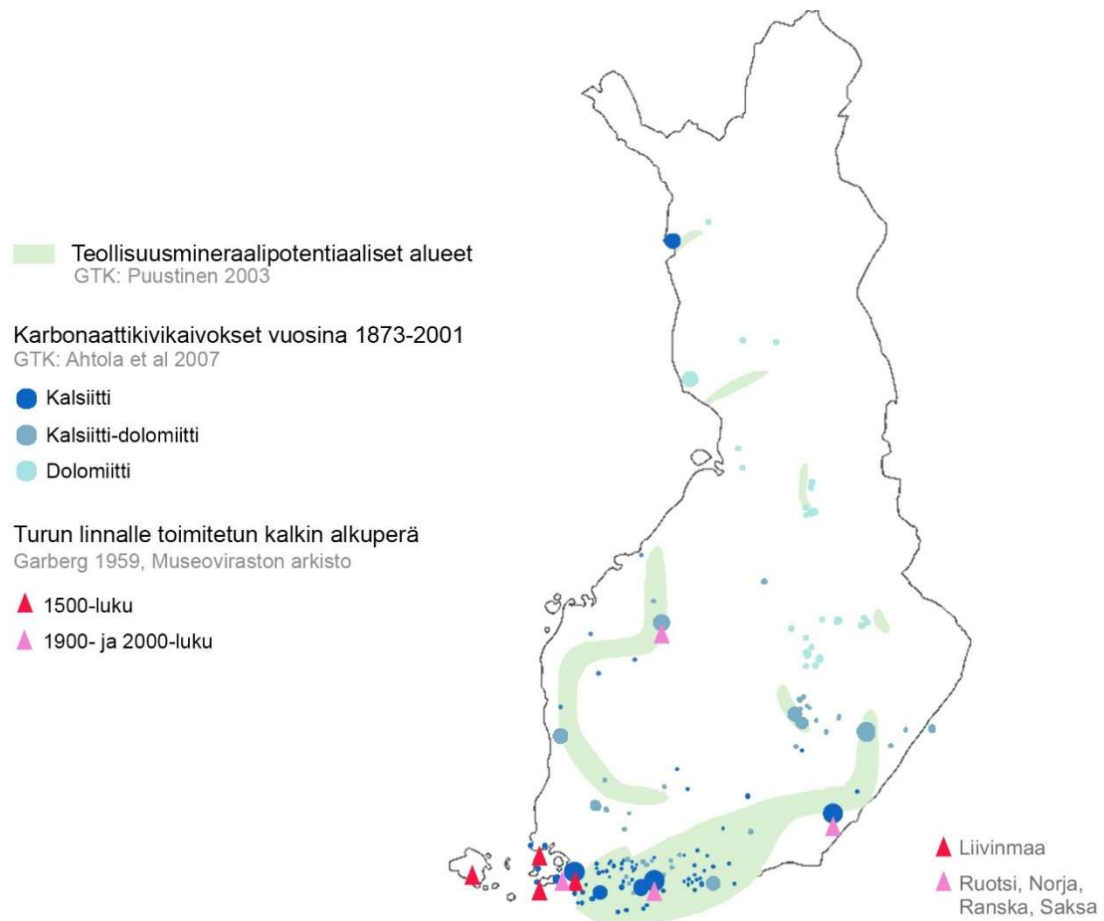 Teollisuusmineraalipotentiaaliset alueet
GTK: Puustinen 2003
Karbonaattikivikaivokset vuosina 1873-2001
GTK: Ahtola et al 2007
Kalsiitti
Kalsiitti-dolomiitti
Dolomiitti
Turun linnalle toimitetun kalkin alkuperä
Garberg 1959, Museoviraston arkisto
1500-luku
1900- ja 2000-luku
Liivinmaa
Ruotsi, Norja,
Ranska, Saksa